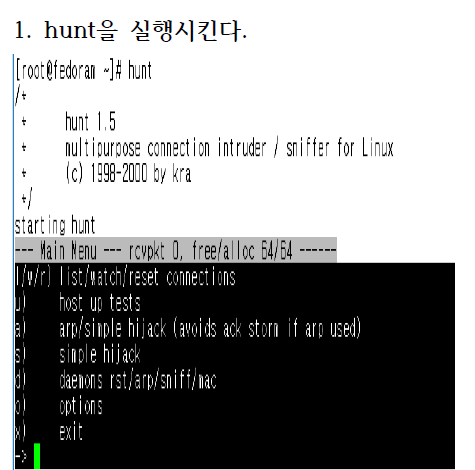 1. hunt을 실행시킨다.
[root@fedoram ~]# hunt
/*
* hunt 1.5
* multipurpose connection intruder / sniffer for Linux
* (c) 1998-2000 by kra
*/
starting hunt
--- Main Menu --- rcvpkt 0, free/alloc 64/64 ------
l/w/r) list/watch/reset connections
u) host up tests
a) arp/simple hijack (avoids ack storm if arp used)
s) simple hijack
d) daemons rst/arp/sniff/mac
o) options
x) exit
->